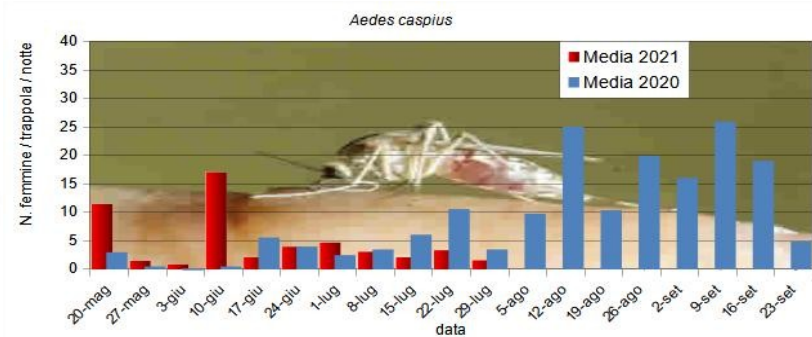 Aedes caspius
N. femmine / trappola / notte
40
35
30
25
20
15
10
5
0
Media 2021
Media 2020
20-mag
27-mag
3-giu
10-giu
17-giu
24-giu
1-lug
8-lug
15-lug
22-lug
29-lug
5-ago
12-ago
19-ago
26-ago
2-set
9-set
16-set
23-set
data